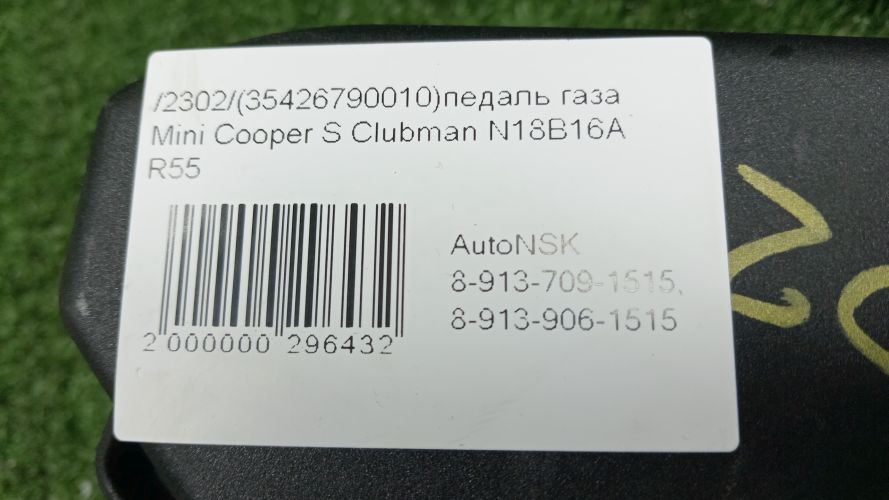 /2302/(35426790010)педаль газа
Mini Cooper S Clubman N18B16A
R55
AutoNSK
8-913-709-1515,
8-913-906-1515
2 000000 296432
20